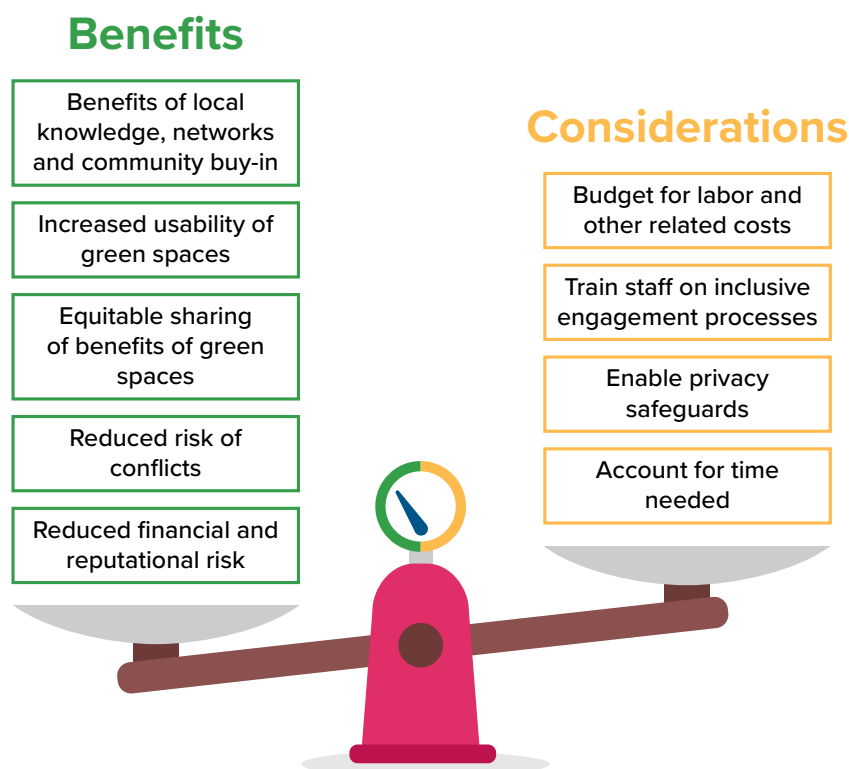 Benefits
Benefits of local
knowledge, networks
and community buy-in
Increased usability of
green spaces
Equitable sharing
of benefits of green
spaces
Reduced risk of
conflicts
Reduced financial and
reputational risk
Considerations
Budget for labor and
other related costs
Train staff on inclusive
engagement processes
Enable privacy
safeguards
Account for time
needed